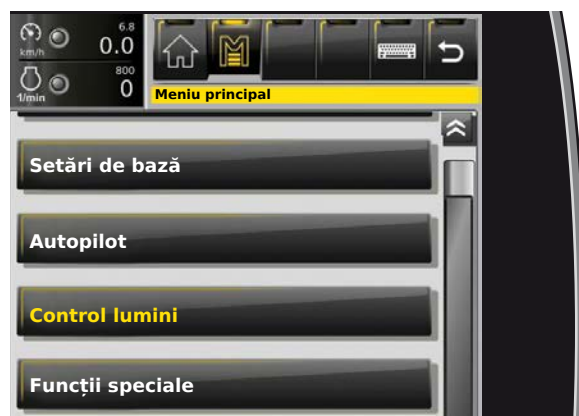 6.8
km/h 0.0
800
1/min 0
Meniu principal
Setări de bază
Autopilot
Control lumini
Funcții speciale